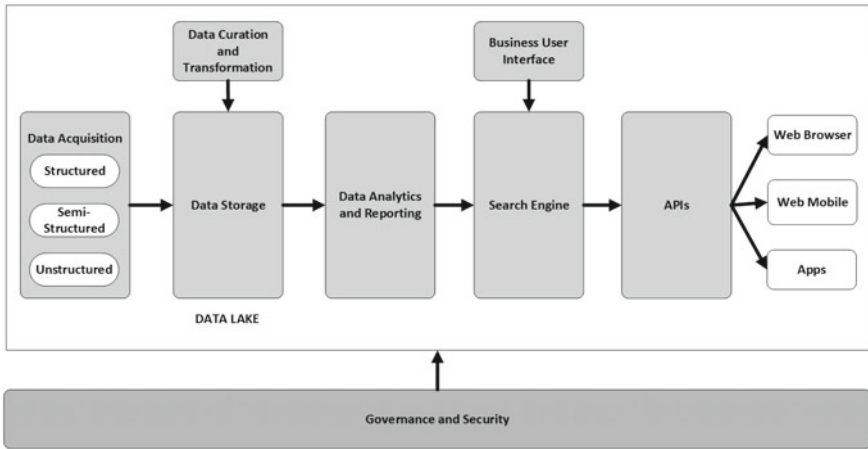 Data Curation
and
Transformation
Business User
Interface
Data Acquisition
Structured
Semi-
Structured
Unstructured
Data Storage
Data Analytics
and Reporting
Search Engine
APIs
Web Browser
Web Mobile
Apps
DATA LAKE
Governance and Security